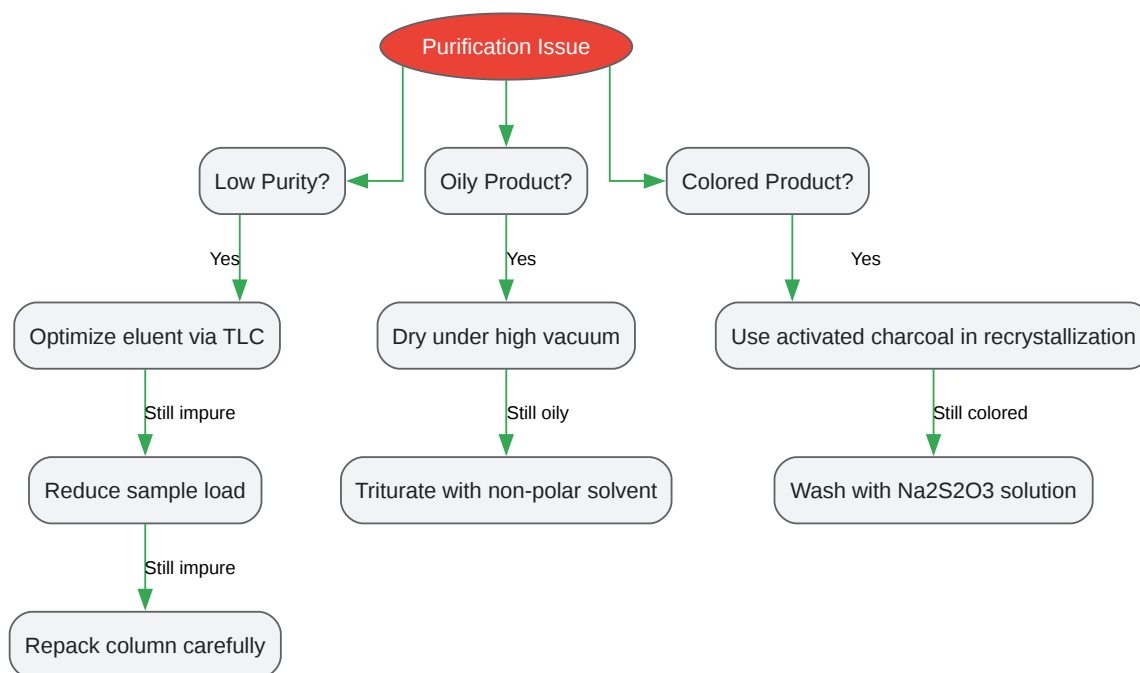 Purification Issue
Low Purity?
Oily Product?
Colored Product?
Yes
Yes
Yes
Optimize eluent via TLC
Dry under high vacuum
Use activated charcoal in recrystallization
Still impure
Still oily
Still colored
Reduce sample load
Triturate with non-polar solvent
Wash with Na2S2O3 solution
Still impure
Repack column carefully